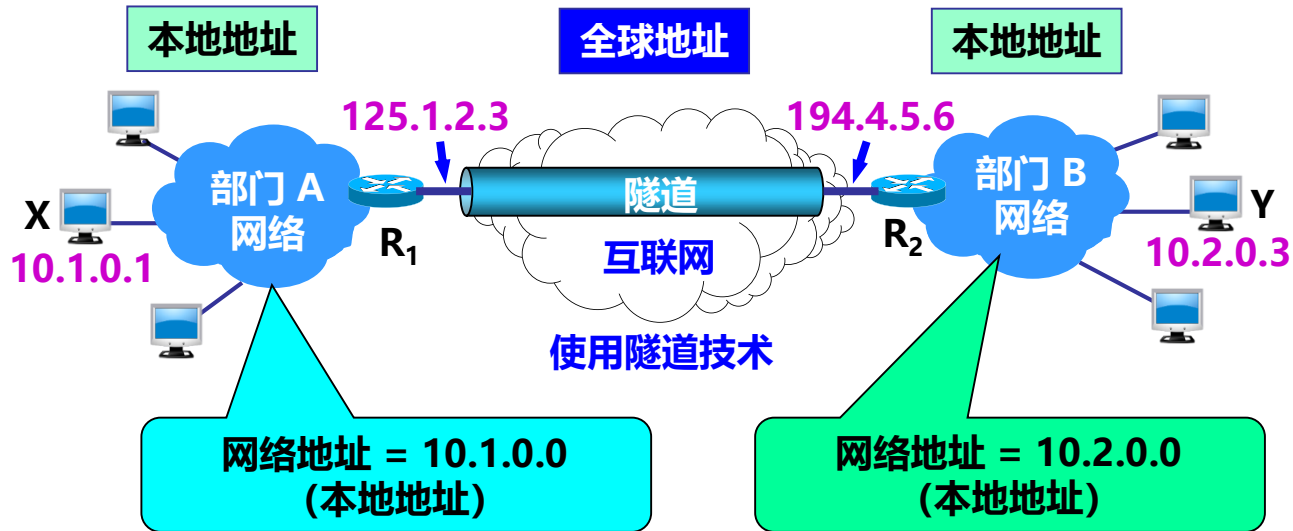 本地地址
全球地址
本地地址
125.1.2.3
194.4.5.6
部门 A
网络
隧道
部门 B
网络
X
Y
R₁
R₂
10.1.0.1
互联网
10.2.0.3
使用隧道技术
网络地址 = 10.1.0.0
(本地地址)
网络地址 = 10.2.0.0
(本地地址)